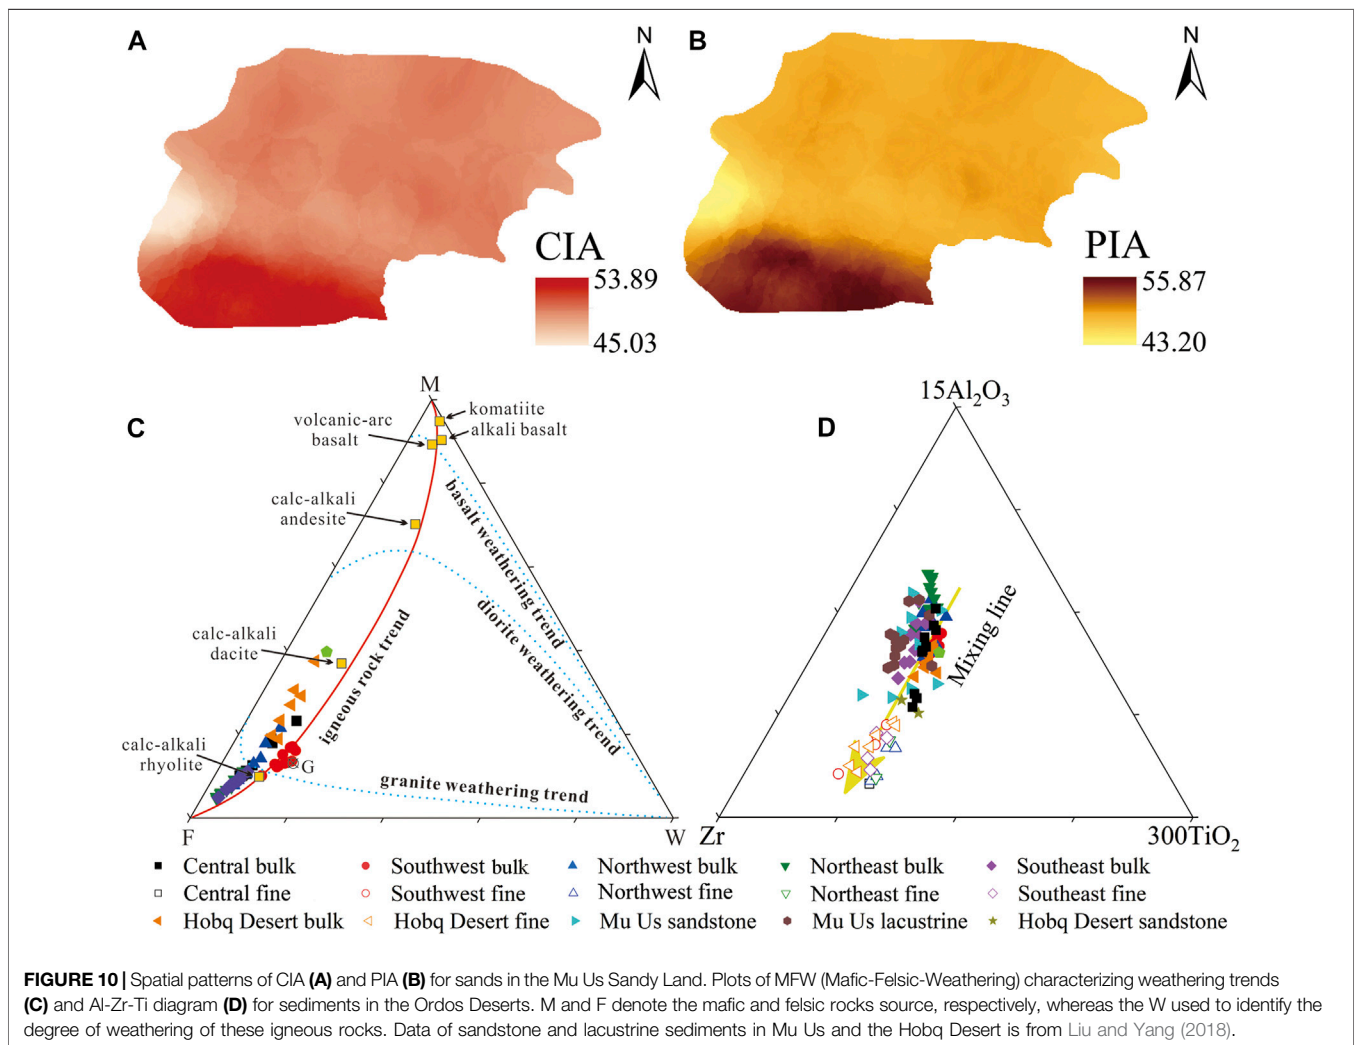 A
N
CIA
53.89
45.03
B
N
PIA
55.87
43.20
C
M
komatiite
alkali basalt
volcanic-arc
basalt
calc-alkali
andesite
calc-alkali
dacite
calc-alkali
rhyolite
basalt weathering trend
diorite weathering trend
igneous rock trend
granite weathering trend
G
F
W
D
15Al₂O₃
Mixing line
Zr
300TiO₂
Central bulk Southwest bulk Northwest bulk Northeast bulk Southeast bulk
Central fine Southwest fine Northwest fine Northeast fine Southeast fine
Hobq Desert bulk Hobq Desert fine Mu Us sandstone Mu Us lacustrine Hobq Desert sandstone
FIGURE 10 | Spatial patterns of CIA (A) and PIA (B) for sands in the Mu Us Sandy Land. Plots of MFW (Mafic-Felsic-Weathering) characterizing weathering trends
(C) and Al-Zr-Ti diagram (D) for sediments in the Ordos Deserts. M and F denote the mafic and felsic rocks source, respectively, whereas the W used to identify the
degree of weathering of these igneous rocks. Data of sandstone and lacustrine sediments in Mu Us and the Hobq Desert is from Liu and Yang (2018).